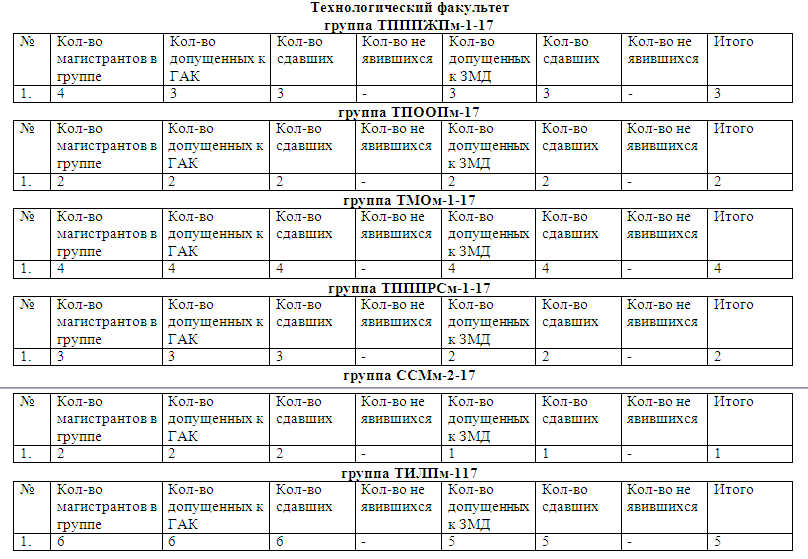 Технологический факультет
группа ТПППЖПм-1-17
№ Кол-во магистрантов в группе Кол-во допущенных к ГАК Кол-во сдавших Кол-во не явившихся Кол-во допущенных к ЗМД Кол-во сдавших Кол-во не явившихся Итого
1. 4 3 3 - 3 3 - 3
группа ТПООПм-17
№ Кол-во магистрантов в группе Кол-во допущенных к ГАК Кол-во сдавших Кол-во не явившихся Кол-во допущенных к ЗМД Кол-во сдавших Кол-во не явившихся Итого
1. 2 2 2 - 2 2 - 2
группа ТМОм-1-17
№ Кол-во магистрантов в группе Кол-во допущенных к ГАК Кол-во сдавших Кол-во не явившихся Кол-во допущенных к ЗМД Кол-во сдавших Кол-во не явившихся Итого
1. 4 4 4 - 4 4 - 4
группа ТПППРСм-1-17
№ Кол-во магистрантов в группе Кол-во допущенных к ГАК Кол-во сдавших Кол-во не явившихся Кол-во допущенных к ЗМД Кол-во сдавших Кол-во не явившихся Итого
1. 3 3 3 - 2 2 - 2
группа ССМм-2-17
№ Кол-во магистрантов в группе Кол-во допущенных к ГАК Кол-во сдавших Кол-во не явившихся Кол-во допущенных к ЗМД Кол-во сдавших Кол-во не явившихся Итого
1. 2 2 2 - 1 1 - 1
группа ТИЛПм-117
№ Кол-во магистрантов в группе Кол-во допущенных к ГАК Кол-во сдавших Кол-во не явившихся Кол-во допущенных к ЗМД Кол-во сдавших Кол-во не явившихся Итого
1. 6 6 6 - 5 5 - 5